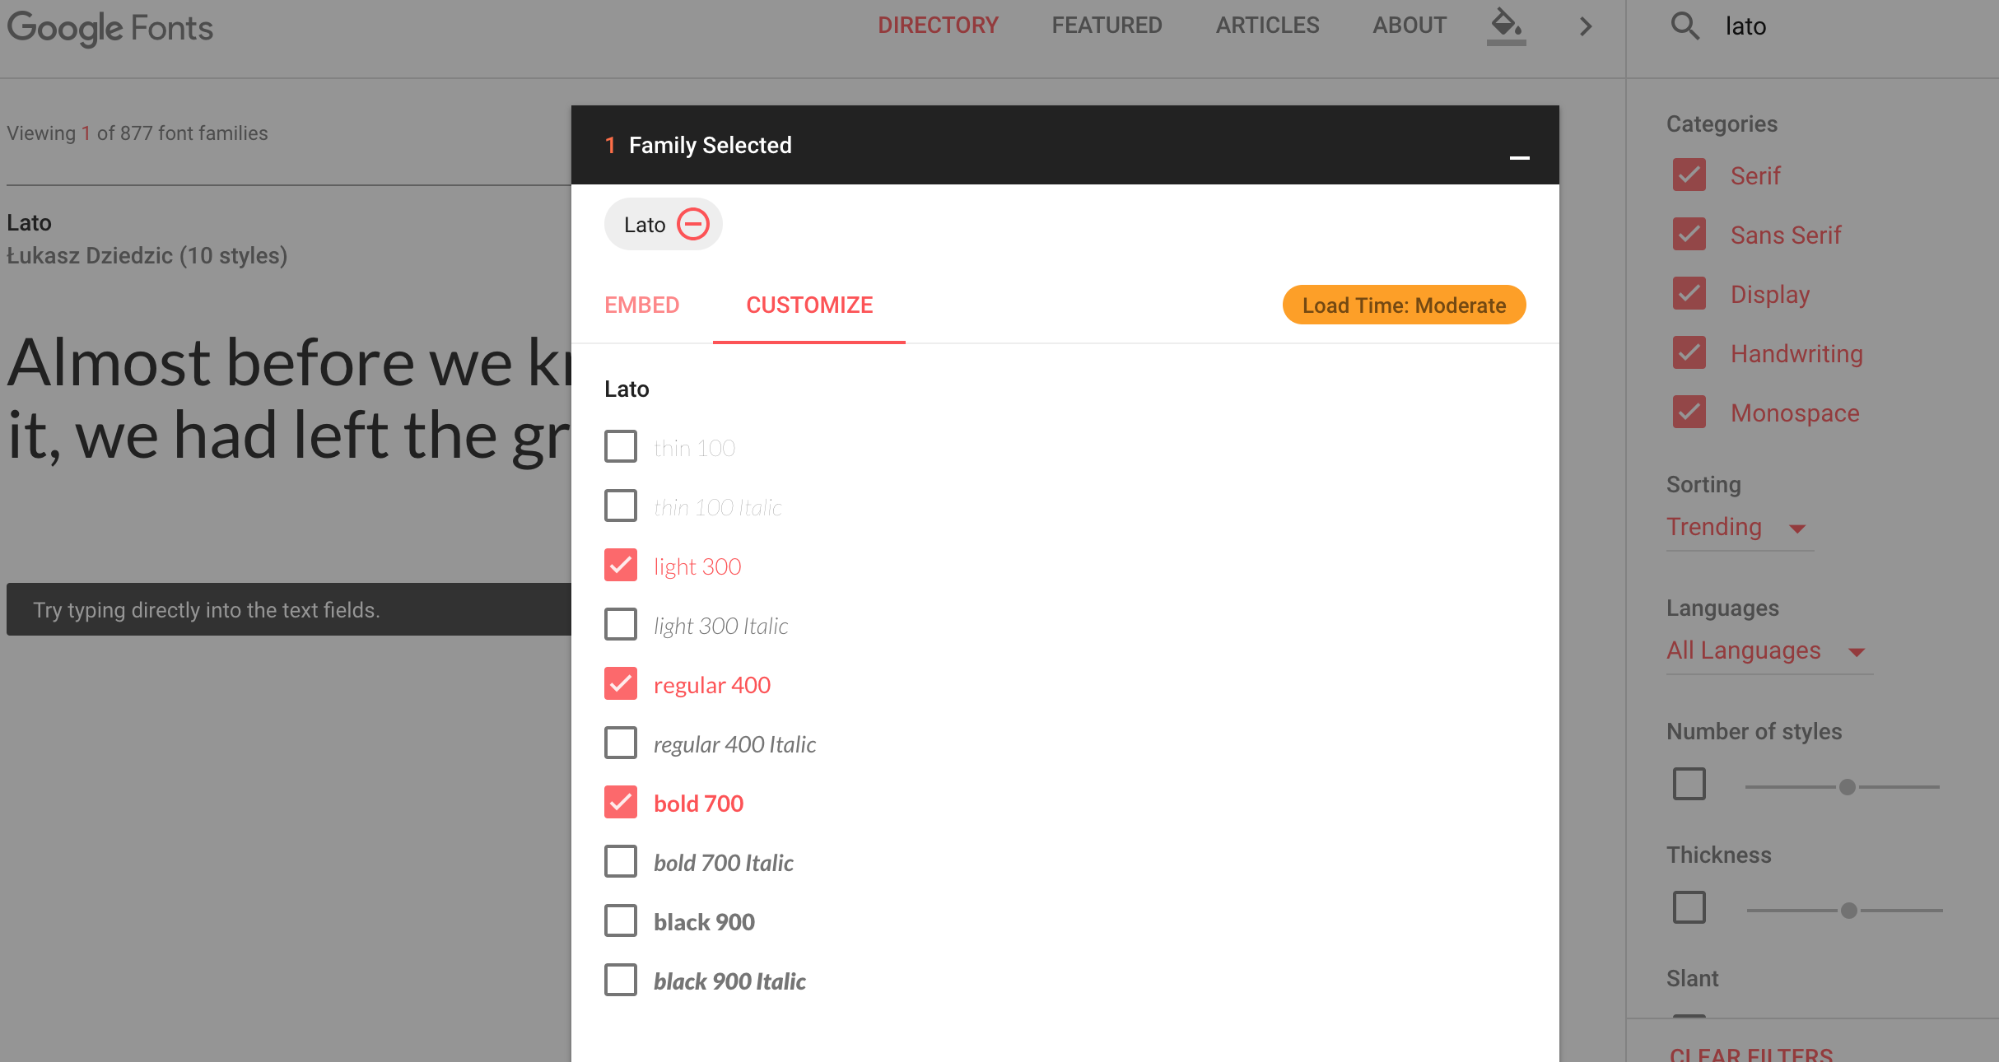 Google Fonts
DIRECTORY FEATURED ARTICLES ABOUT
lato
Viewing 1 of 877 font families
Lato
Łukasz Dziedzic (10 styles)
Almost before we kn
it, we had left the gr
Try typing directly into the text fields.
1 Family Selected
Lato
EMBED CUSTOMIZE Load Time: Moderate
Lato
thin 100
thin 100 Italic
light 300
light 300 Italic
regular 400
regular 400 Italic
bold 700
bold 700 Italic
black 900
black 900 Italic
Categories
Serif
Sans Serif
Display
Handwriting
Monospace
Sorting
Trending
Languages
All Languages
Number of styles
Thickness
Slant
CLEAR FILTERS